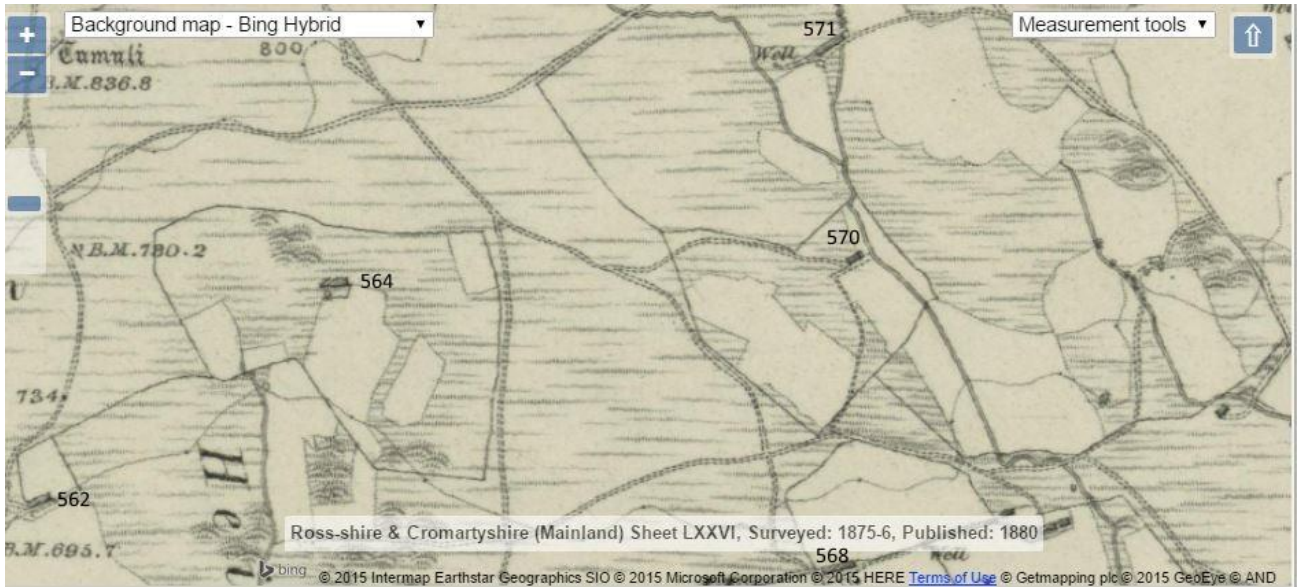 +
Background map - Bing Hybrid
Measurement tools
⇧
−
Tumuli
800
571
Well
B.M.836.8
B.M.780.2
570
564
734
562
H
e
568
Well
B.M.695.7
Ross-shire & Cromartyshire (Mainland) Sheet LXXVI, Surveyed: 1875-6, Published: 1880
bing
© 2015 Intermap Earthstar Geographics SIO © 2015 Microsoft Corporation © 2015 HERE Terms of Use © Getmapping plc © 2015 GeoEye © AND